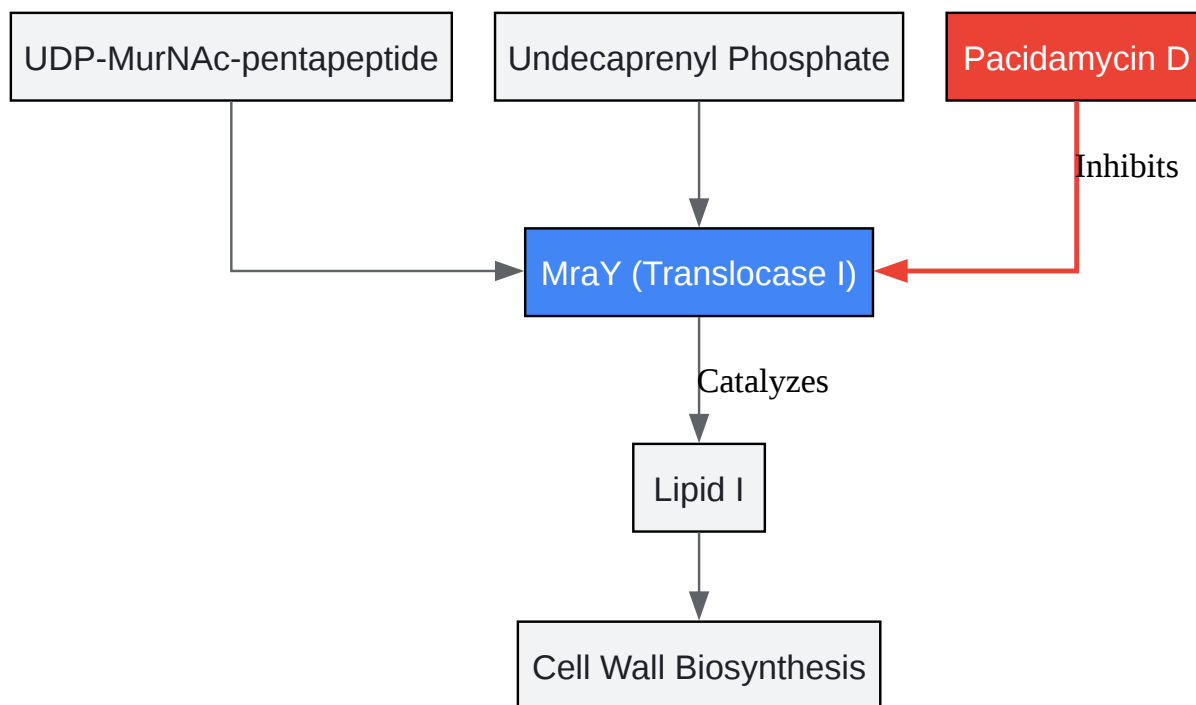 UDP-MurNAc-pentapeptide
Undecaprenyl Phosphate
Pacidamycin D
Inhibits
MraY (Translocase I)
Catalyzes
Lipid I
Cell Wall Biosynthesis